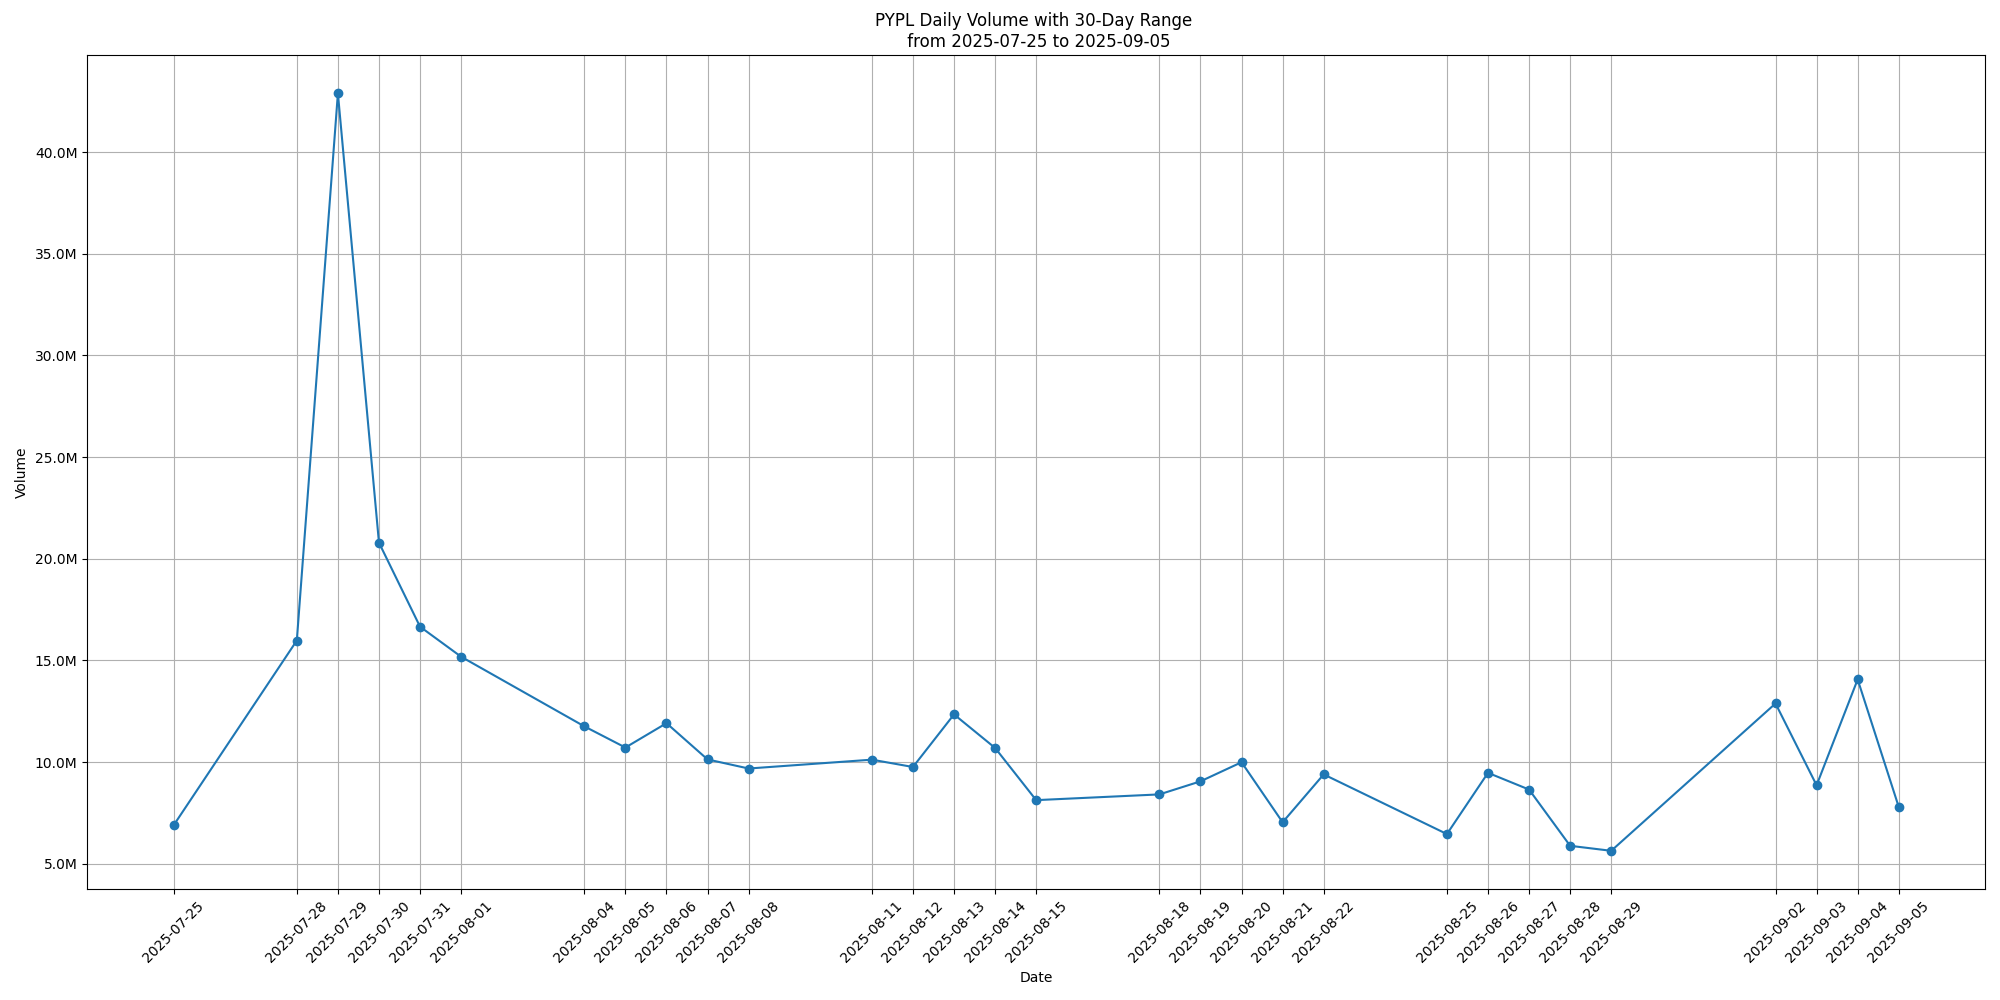 PYPL Daily Volume with 30-Day Range
from 2025-07-25 to 2025-09-05
Volume
40.0M
35.0M
30.0M
25.0M
20.0M
15.0M
10.0M
5.0M
2025-07-25
2025-07-28
2025-07-29
2025-07-30
2025-07-31
2025-08-01
2025-08-04
2025-08-05
2025-08-06
2025-08-07
2025-08-08
2025-08-11
2025-08-12
2025-08-13
2025-08-14
2025-08-15
2025-08-18
2025-08-19
2025-08-20
2025-08-21
2025-08-22
2025-08-25
2025-08-26
2025-08-27
2025-08-28
2025-08-29
2025-09-02
2025-09-03
2025-09-04
2025-09-05
Date